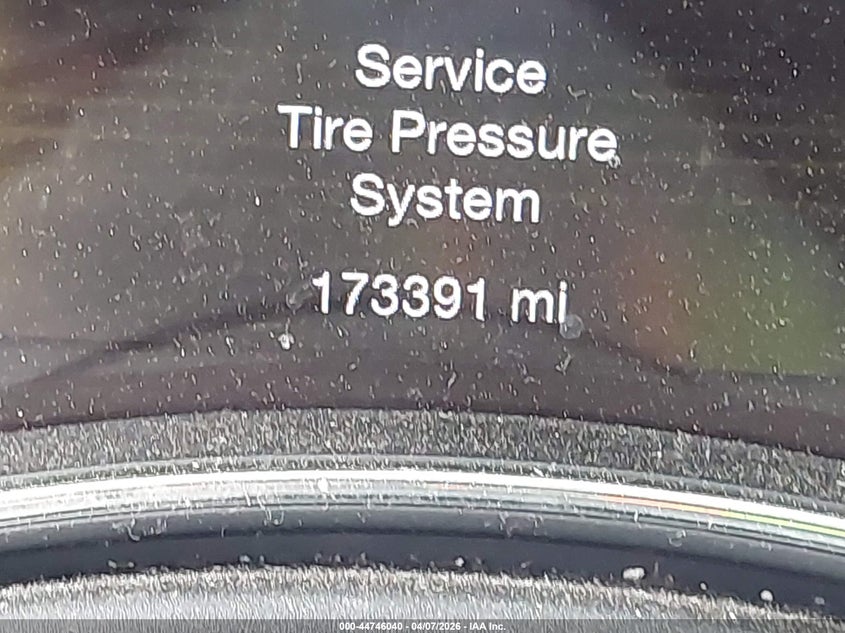 Service
Tire Pressure
System
173391 mi
000-44746040 - 04/07/2026 - IAA Inc.